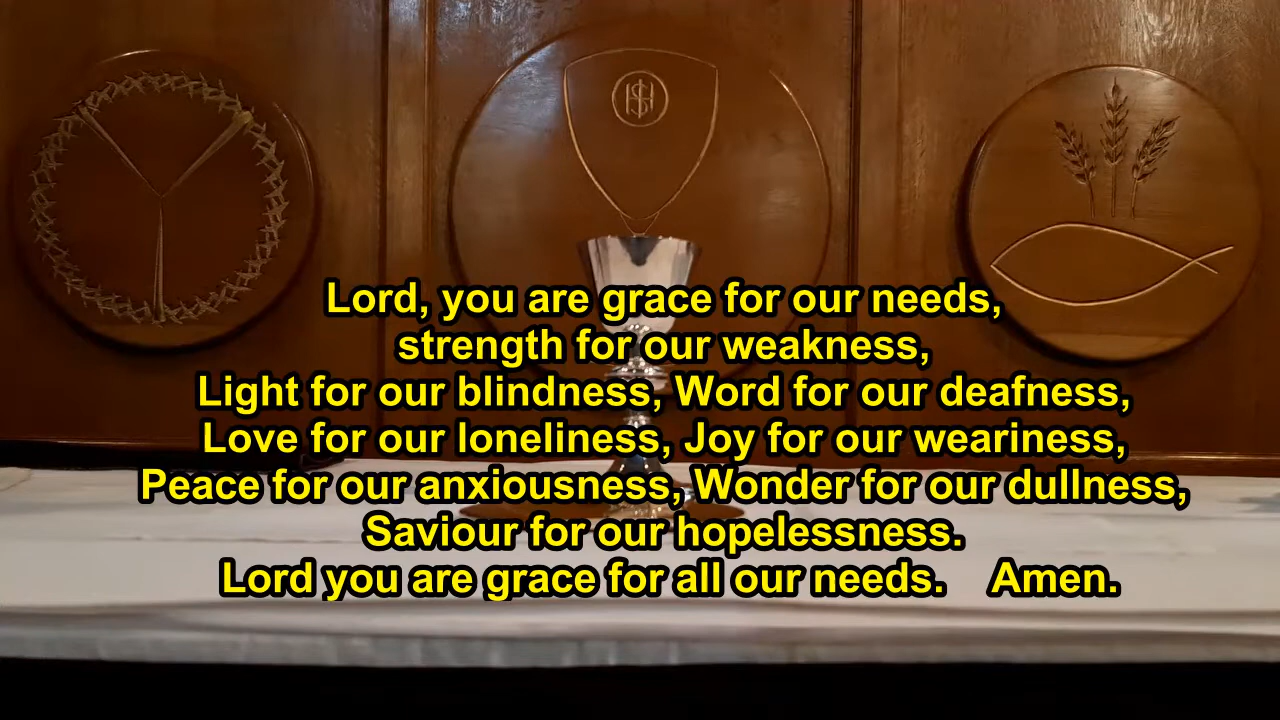 IHS
Lord, you are grace for our needs,
strength for our weakness,
Light for our blindness, Word for our deafness,
Love for our loneliness, Joy for our weariness,
Peace for our anxiousness, Wonder for our dullness,
Saviour for our hopelessness.
Lord you are grace for all our needs. Amen.